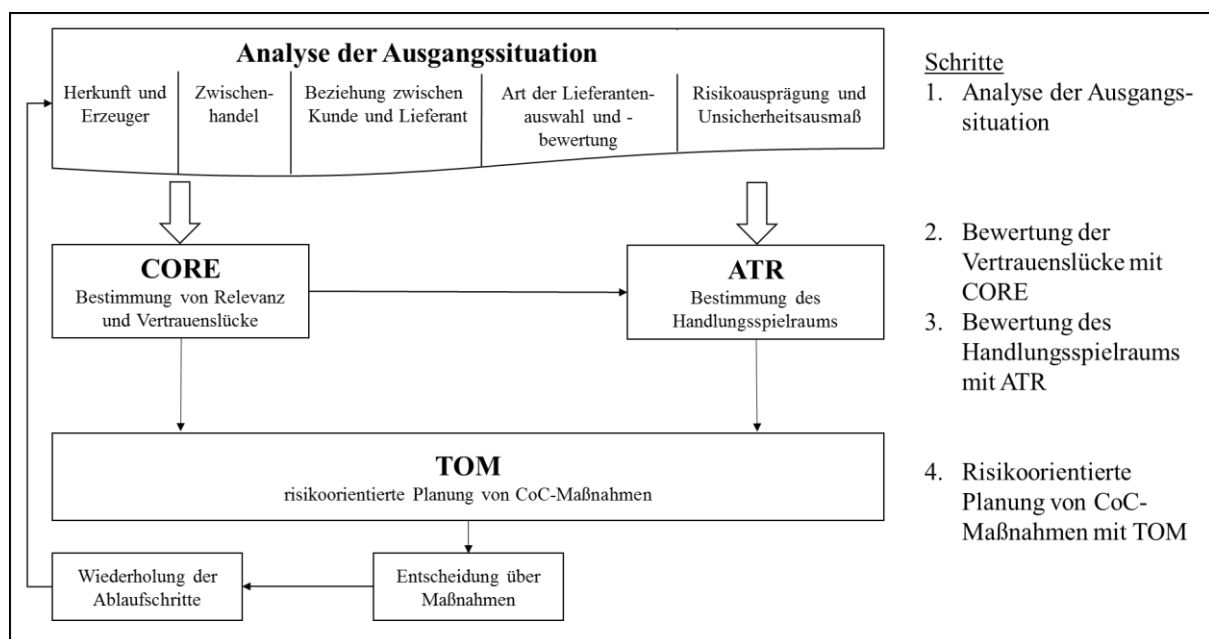 Analyse der Ausgangssituation
Herkunft und
Erzeuger
Zwischen-
handel
Beziehung zwischen
Kunde und Lieferant
Art der Lieferanten-
auswahl und -
bewertung
Risikoausprägung und
Unsicherheitsausmaß
CORE
Bestimmung von Relevanz
und Vertrauenslücke
ATR
Bestimmung des
Handlungsspielraums
TOM
risikoorientierte Planung von CoC-Maßnahmen
Wiederholung der
Ablaufschritte
Entscheidung über
Maßnahmen
Schritte
1. Analyse der Ausgangs-
situation
2. Bewertung der
Vertrauenslücke mit
CORE
3. Bewertung des
Handlungsspielraums
mit ATR
4. Risikoorientierte
Planung von CoC-
Maßnahmen mit TOM